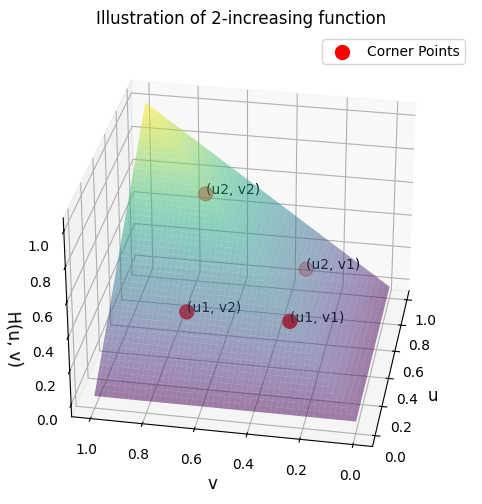 Illustration of 2-increasing function
Corner Points
(u2, v2)
(u2, v1)
(u1, v2)
(u1, v1)
1.0
0.8
0.6
0.4
0.2
0.0
H(u, v)
1.0
0.8
0.6
0.4
0.2
0.0
v
1.0
0.8
0.6
0.4
0.2
0.0
u